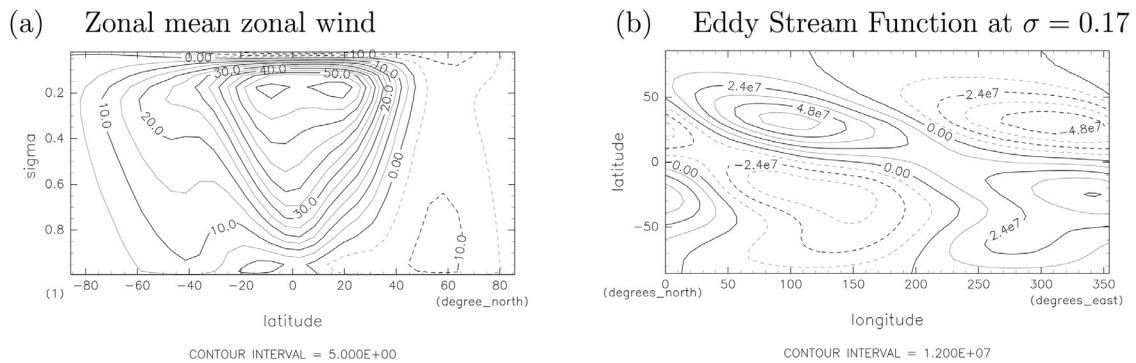 (a) Zonal mean zonal wind
0.00
10.0
10.0
30.0
40.0
50.0
10.0
20.0
0.00
30.0
10.0
10.0
0.2
0.4
0.6
0.8
sigma
(1)
-80 -60 -40 -20 0 20 40 60 80
(degree_north)
latitude
CONTOUR INTERVAL = 5.000E+00
(b) Eddy Stream Function at σ = 0.17
2.4e7
4.8e7
-2.4e7
-4.8e7
0.00
0.00
-2.4e7
0.00
2.4e7
50
0
-50
latitude
(degrees_north)
0 50 100 150 200 250 300 350
(degrees_east)
longitude
CONTOUR INTERVAL = 1.200E+07